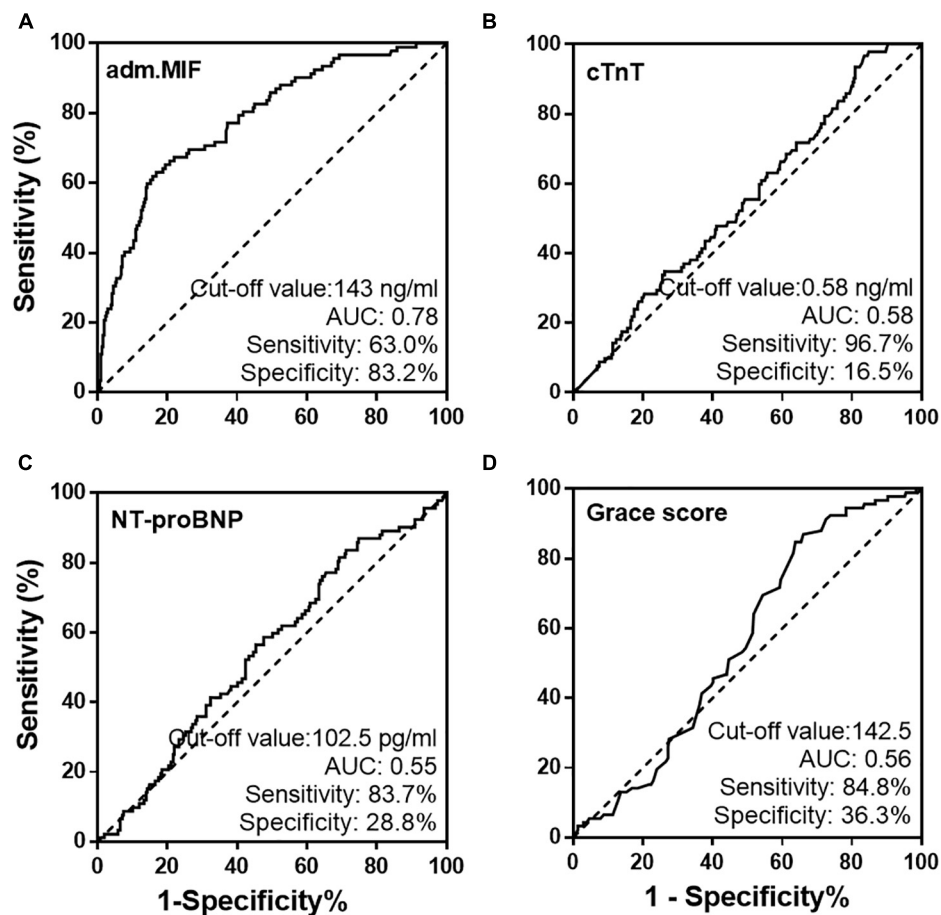 A
B
100
80
60
40
20
0
Sensitivity (%)
adm.MIF
Cut-off value:143 ng/ml
AUC: 0.78
Sensitivity: 63.0%
Specificity: 83.2%
0 20 40 60 80 100
100
80
60
40
20
0
cTnT
Cut-off value:0.58 ng/ml
AUC: 0.58
Sensitivity: 96.7%
Specificity: 16.5%
0 20 40 60 80 100
C
D
100
80
60
40
20
0
Sensitivity (%)
NT-proBNP
Cut-off value:102.5 pg/ml
AUC: 0.55
Sensitivity: 83.7%
Specificity: 28.8%
0 20 40 60 80 100
1-Specificity%
100
80
60
40
20
0
Grace score
Cut-off value:142.5
AUC: 0.56
Sensitivity: 84.8%
Specificity: 36.3%
0 20 40 60 80 100
1 - Specificity%